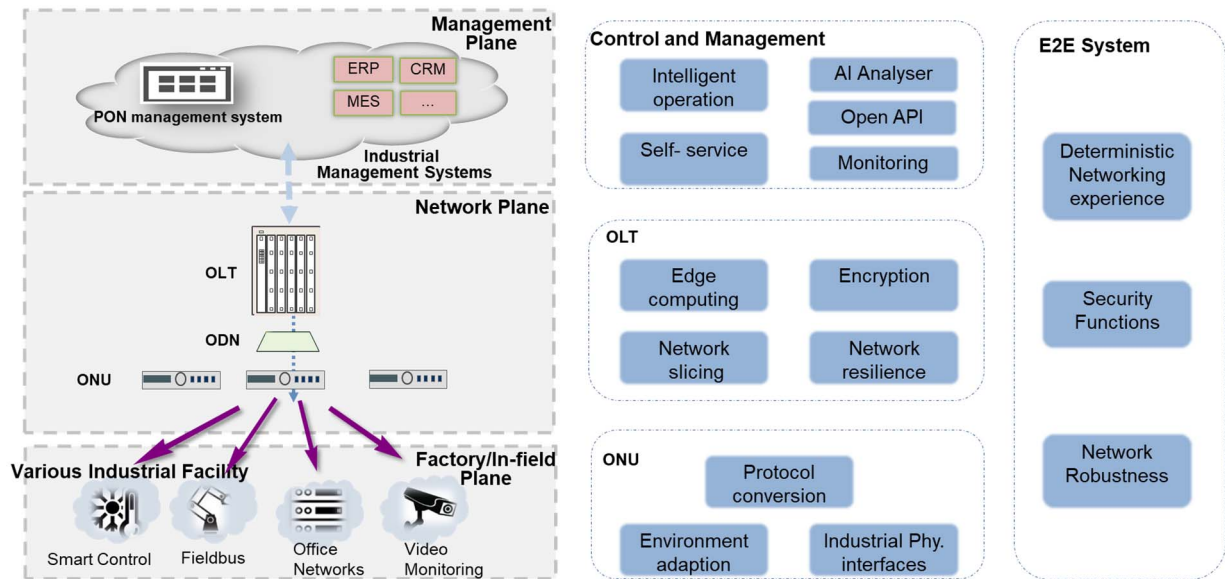 Management
Plane
ERP
CRM
MES
...
PON management system
Industrial
Management Systems
Network Plane
OLT
ODN
ONU
Various Industrial Facility
Factory/In-field
Plane
Smart Control
Fieldbus
Office
Networks
Video
Monitoring
Control and Management
Intelligent
operation
AI Analyser
Open API
Self- service
Monitoring
OLT
Edge
computing
Encryption
Network
slicing
Network
resilience
ONU
Protocol
conversion
Environment
adaption
Industrial Phy.
interfaces
E2E System
Deterministic
Networking
experience
Security
Functions
Network
Robustness